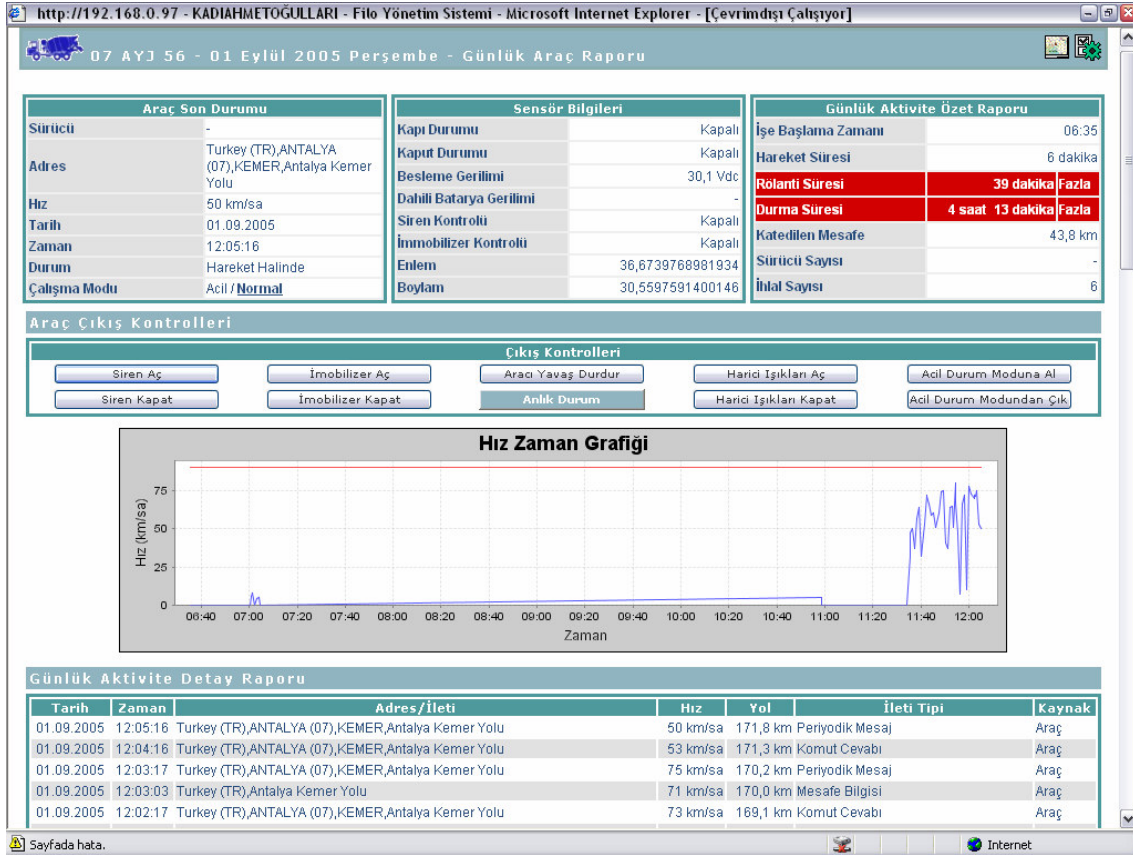 http://192.168.0.97 - KADIAHMETOĞULLARI - Filo Yönetim Sistemi - Microsoft Internet Explorer - [Çevrimdışı Çalışıyor]
07 AYJ 56 - 01 Eylül 2005 Perşembe - Günlük Araç Raporu
Araç Son Durumu
Sürücü -
Adres Turkey (TR),ANTALYA
(07),KEMER,Antalya Kemer
Yolu
Hız 50 km/sa
Tarih 01.09.2005
Zaman 12:05:16
Durum Hareket Halinde
Çalışma Modu Acil / Normal
Sensör Bilgileri
Kapı Durumu Kapalı
Kaput Durumu Kapalı
Besleme Gerilimi 30,1 Vdc
Dahili Batarya Gerilimi -
Siren Kontrolü Kapalı
İmmobilizer Kontrolü Kapalı
Enlem 36,6739768981934
Boylam 30,5597591400146
Günlük Aktivite Özet Raporu
İşe Başlama Zamanı 06:35
Hareket Süresi 6 dakika
Rölanti Süresi 39 dakika Fazla
Durma Süresi 4 saat 13 dakika Fazla
Katedilen Mesafe 43,8 km
Sürücü Sayısı -
İhlal Sayısı 6
Araç Çıkış Kontrolleri
Çıkış Kontrolleri
Siren Aç İmobilizer Aç Aracı Yavaş Durdur Harici Işıkları Aç Acil Durum Moduna Al
Siren Kapat İmobilizer Kapat Anlık Durum Harici Işıkları Kapat Acil Durum Modundan Çık
Hız Zaman Grafiği
Hız (km/sa)
75
50
25
0
06:40 07:00 07:20 07:40 08:00 08:20 08:40 09:00 09:20 09:40 10:00 10:20 10:40 11:00 11:20 11:40 12:00
Zaman
Günlük Aktivite Detay Raporu
Tarih Zaman Adres/İleti Hız Yol İleti Tipi Kaynak
01.09.2005 12:05:16 Turkey (TR),ANTALYA (07),KEMER,Antalya Kemer Yolu 50 km/sa 171,8 km Periyodik Mesaj Araç
01.09.2005 12:04:16 Turkey (TR),ANTALYA (07),KEMER,Antalya Kemer Yolu 53 km/sa 171,3 km Komut Cevabı Araç
01.09.2005 12:03:17 Turkey (TR),ANTALYA (07),KEMER,Antalya Kemer Yolu 75 km/sa 170,2 km Periyodik Mesaj Araç
01.09.2005 12:03:03 Turkey (TR),Antalya Kemer Yolu 71 km/sa 170,0 km Mesafe Bilgisi Araç
01.09.2005 12:02:17 Turkey (TR),ANTALYA (07),KEMER,Antalya Kemer Yolu 73 km/sa 169,1 km Komut Cevabı Araç
Sayfada hata. Internet